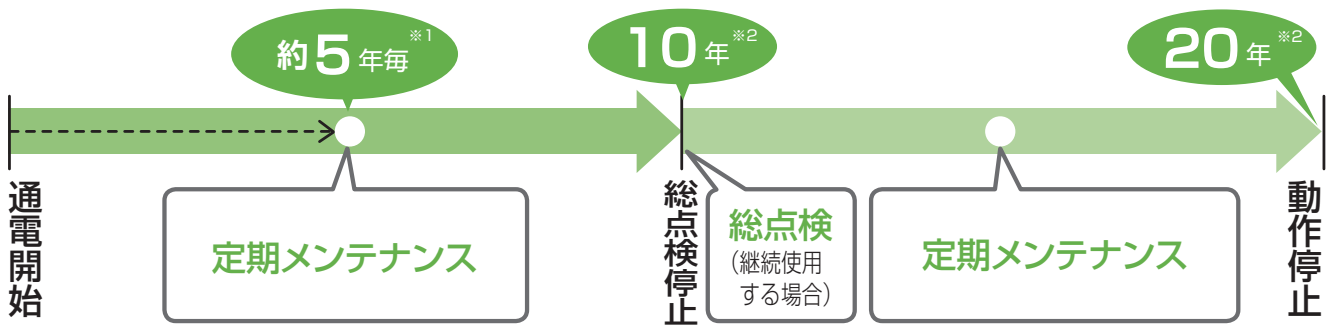 約5年毎※1
10年※2
20年※2
通電開始
定期メンテナンス
総点検停止
総点検
（継続使用
する場合）
定期メンテナンス
動作停止